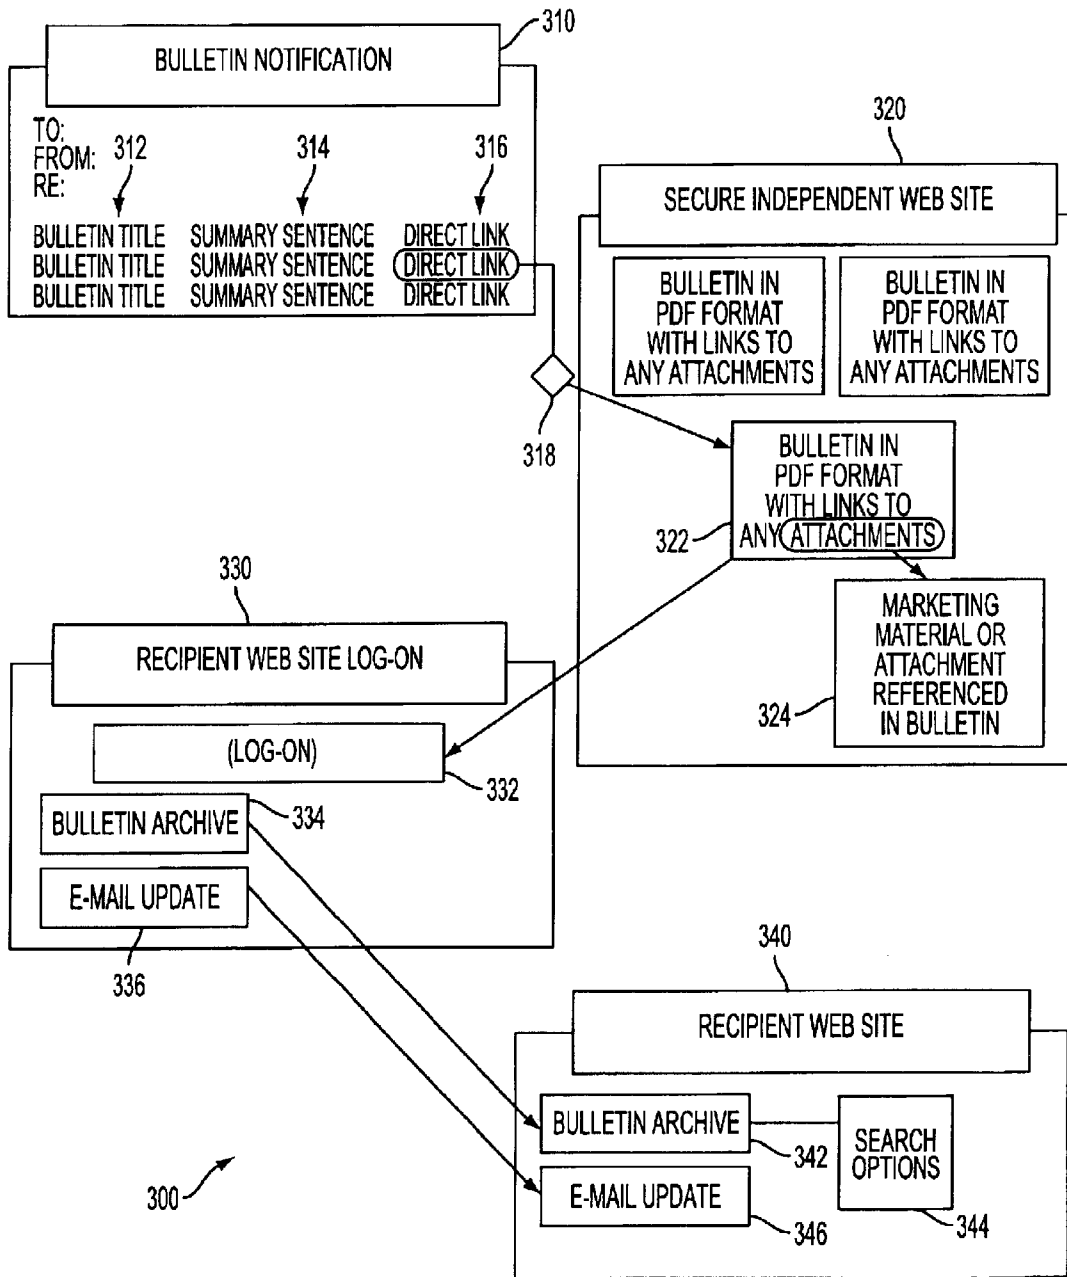 310
BULLETIN NOTIFICATION
TO:
FROM:
RE:
312
314
316
BULLETIN TITLE SUMMARY SENTENCE DIRECT LINK
BULLETIN TITLE SUMMARY SENTENCE DIRECT LINK
BULLETIN TITLE SUMMARY SENTENCE DIRECT LINK
318
320
SECURE INDEPENDENT WEB SITE
BULLETIN IN
PDF FORMAT
WITH LINKS TO
ANY ATTACHMENTS
BULLETIN IN
PDF FORMAT
WITH LINKS TO
ANY ATTACHMENTS
BULLETIN IN
PDF FORMAT
WITH LINKS TO
ANY ATTACHMENTS
322
MARKETING
MATERIAL OR
ATTACHMENT
REFERENCED
IN BULLETIN
324
330
RECIPIENT WEB SITE LOG-ON
(LOG-ON)
332
334
BULLETIN ARCHIVE
E-MAIL UPDATE
336
340
RECIPIENT WEB SITE
BULLETIN ARCHIVE
342
SEARCH
OPTIONS
344
E-MAIL UPDATE
346
300